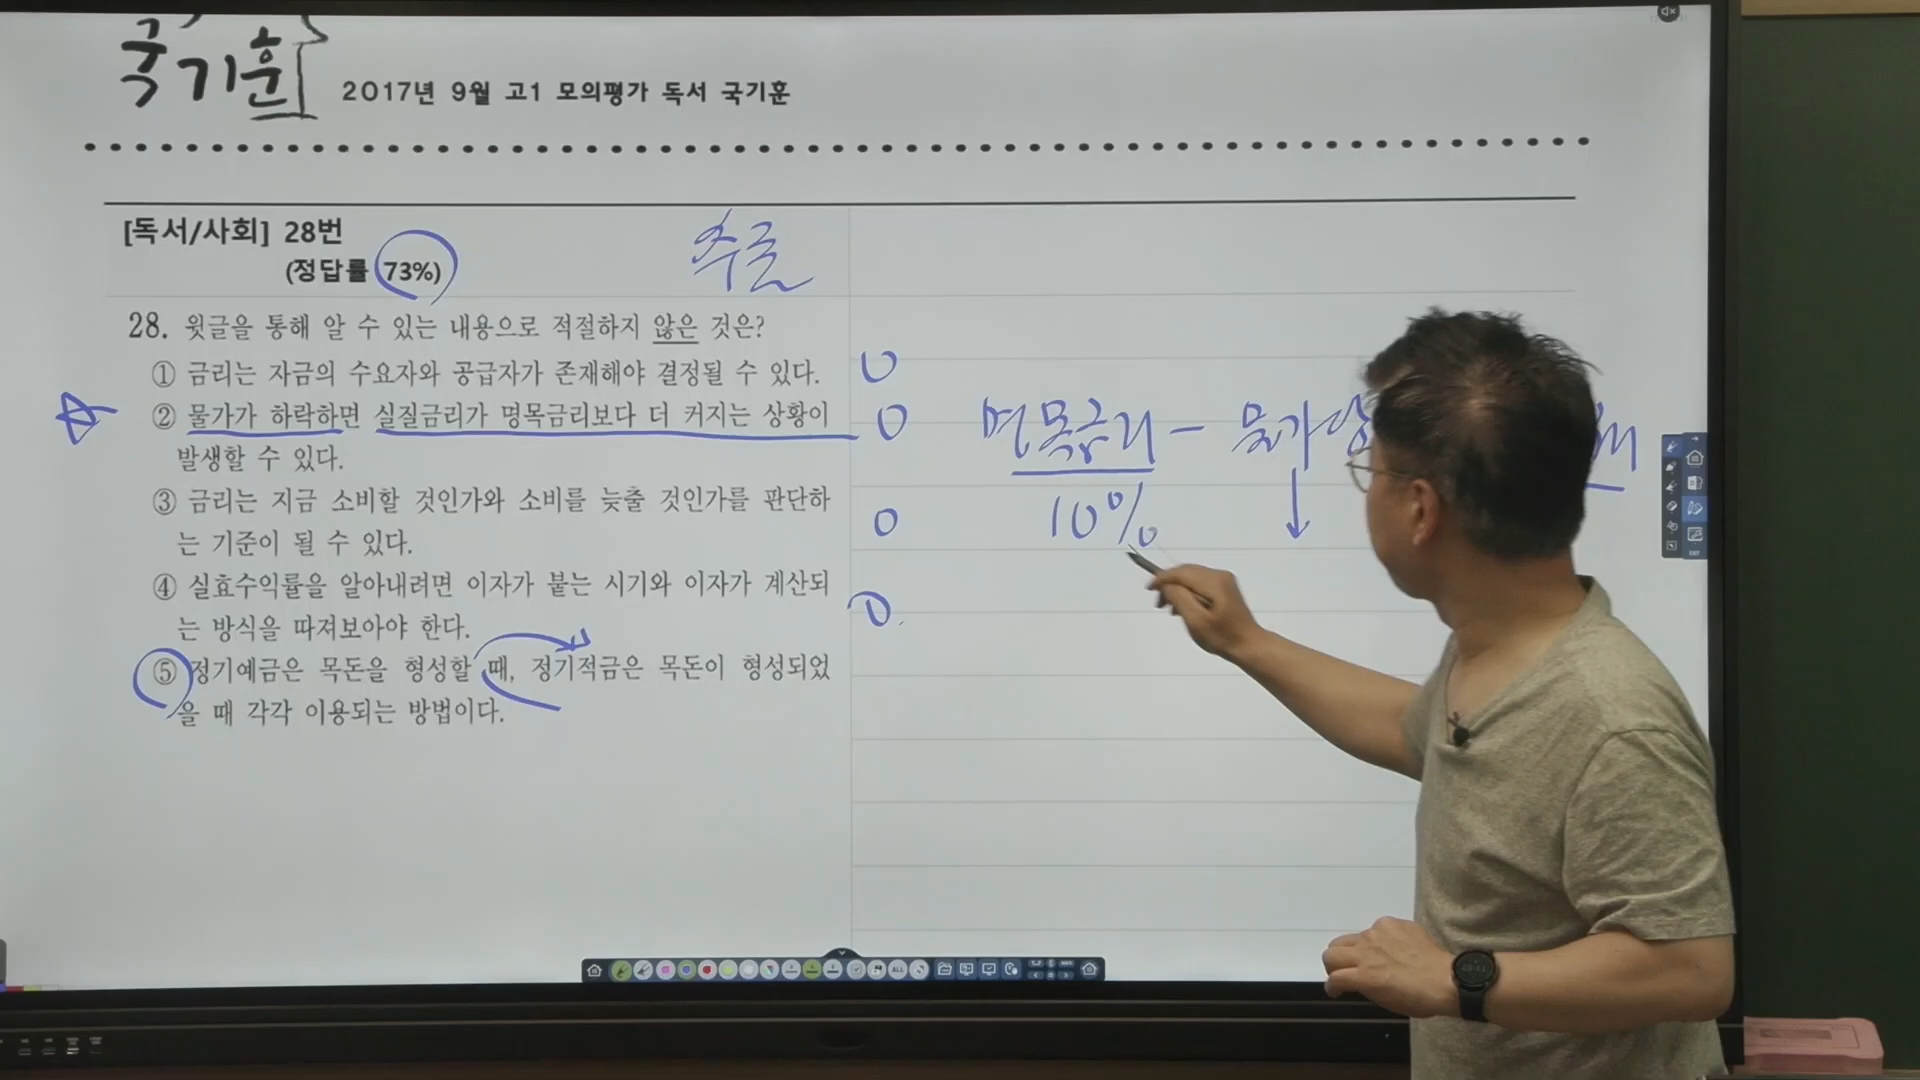 국기훈
2017년 9월 고1 모의평가 독서 국기훈
[독서/사회] 28번
(정답률 73%)
추론
28. 윗글을 통해 알 수 있는 내용으로 적절하지 않은 것은?
① 금리는 자금의 수요자와 공급자가 존재해야 결정될 수 있다.
② 물가가 하락하면 실질금리가 명목금리보다 더 커지는 상황이
발생할 수 있다.
③ 금리는 지금 소비할 것인가와 소비를 늦출 것인가를 판단하
는 기준이 될 수 있다.
④ 실효수익률을 알아내려면 이자가 붙는 시기와 이자가 계산되
는 방식을 따져보아야 한다.
⑤ 정기예금은 목돈을 형성할 때, 정기적금은 목돈이 형성되었
을 때 각각 이용되는 방법이다.
명목금리 - 물가상
10%